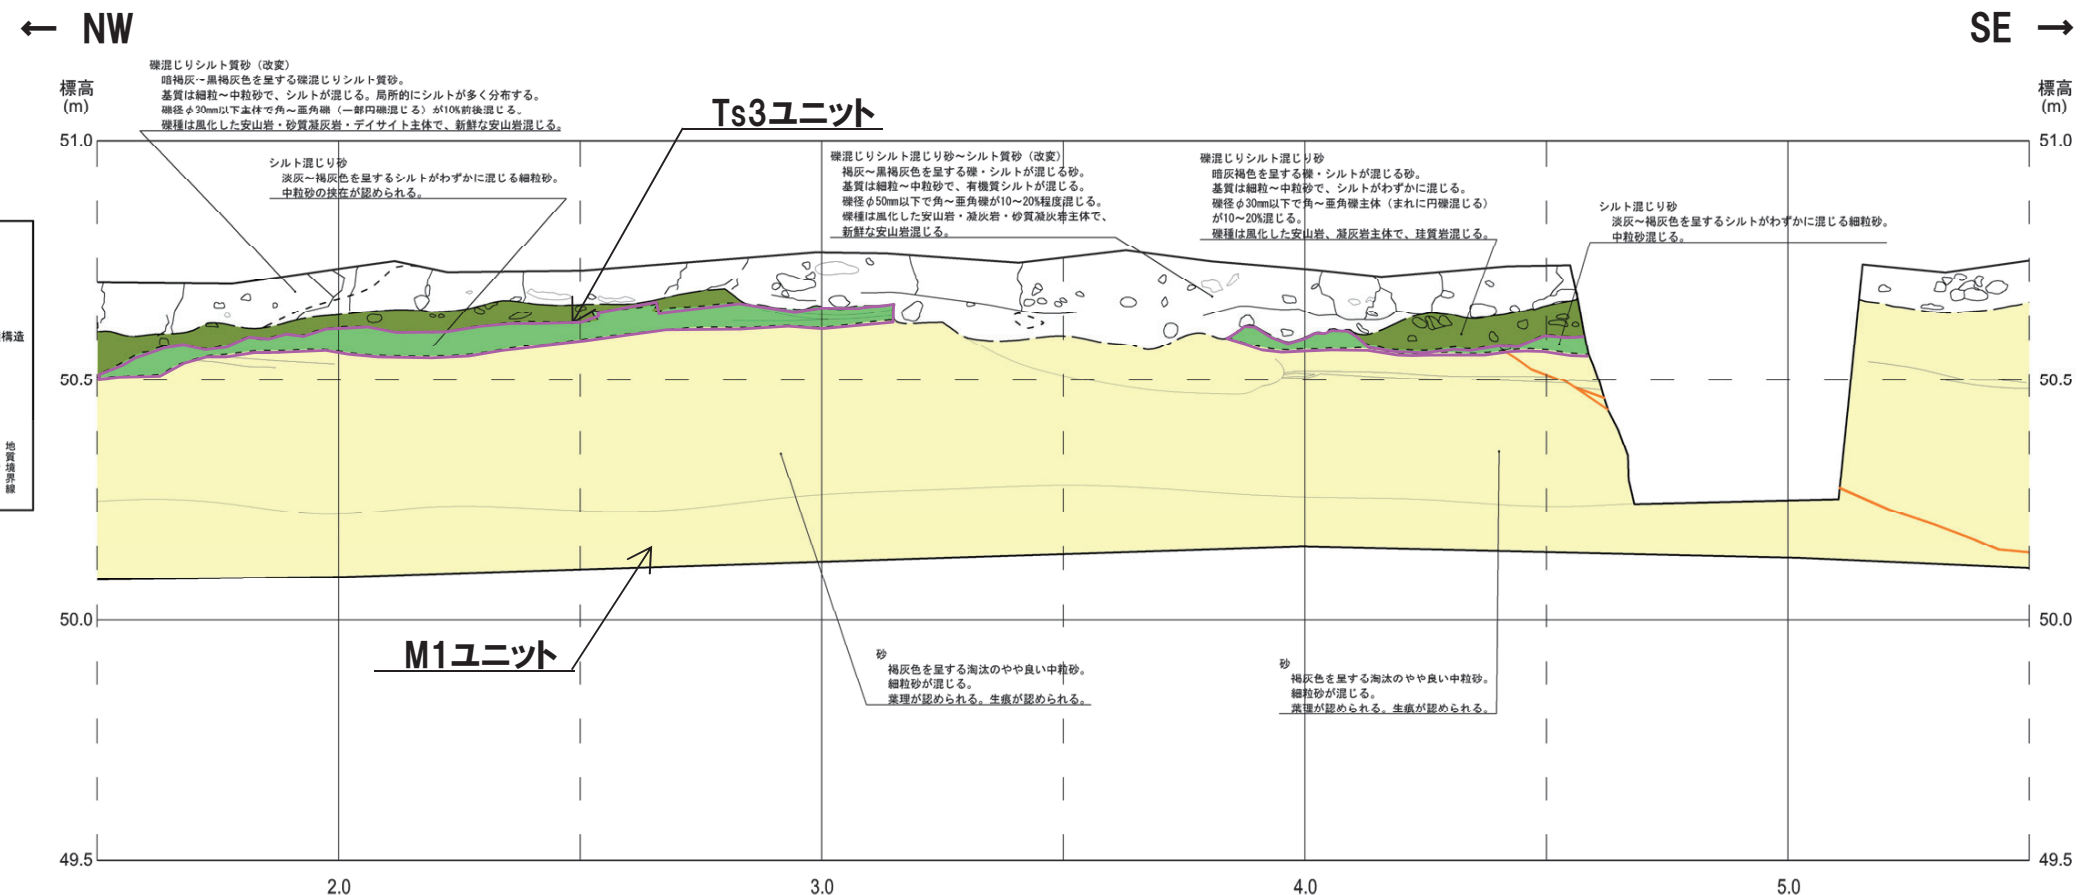 ← NW
SE →
礫混じりシルト質砂（改変）
暗褐灰～黒褐灰色を呈する礫混じりシルト質砂。
基質は細粒～中粒砂で、シルトが混じる。局所的にシルトが多く分布する。
礫径φ30mm以下主体で角～亜角礫（一部円礫混じる）が10%前後混じる。
礫種は風化した安山岩・砂質凝灰岩・デイサイト主体で、新鮮な安山岩混じる。
標高
(m)
標高
(m)
Ts3ユニット
51.0
51.0
シルト混じり砂
淡灰～褐灰色を呈するシルトがわずかに混じる細粒砂。
中粒砂の挟在が認められる。
礫混じりシルト混じり砂～シルト質砂（改変）
褐灰～黒褐灰色を呈する礫・シルトが混じる砂。
基質は細粒～中粒砂で、有機質シルトが混じる。
礫径φ50mm以下で角～亜角礫が10～20%程度混じる。
礫種は風化した安山岩・凝灰岩・砂質凝灰岩主体で、
新鮮な安山岩混じる。
礫混じりシルト混じり砂
暗灰褐色を呈する礫・シルトが混じる砂。
基質は細粒～中粒砂で、シルトがわずかに混じる。
礫径φ30mm以下で角～亜角礫主体（まれに円礫混じる）
が10～20%混じる。
礫種は風化した安山岩、凝灰岩主体で、珪質岩混じる。
シルト混じり砂
淡灰～褐灰色を呈するシルトがわずかに混じる細粒砂。
中粒砂混じる。
構造
50.5
50.5
地質境界線
50.0
50.0
M1ユニット
砂
褐灰色を呈する淘汰のやや良い中粒砂。
細粒砂が混じる。
葉理が認められる。生痕が認められる。
砂
褐灰色を呈する淘汰のやや良い中粒砂。
細粒砂が混じる。
葉理が認められる。生痕が認められる。
49.5
49.5
2.0
3.0
4.0
5.0